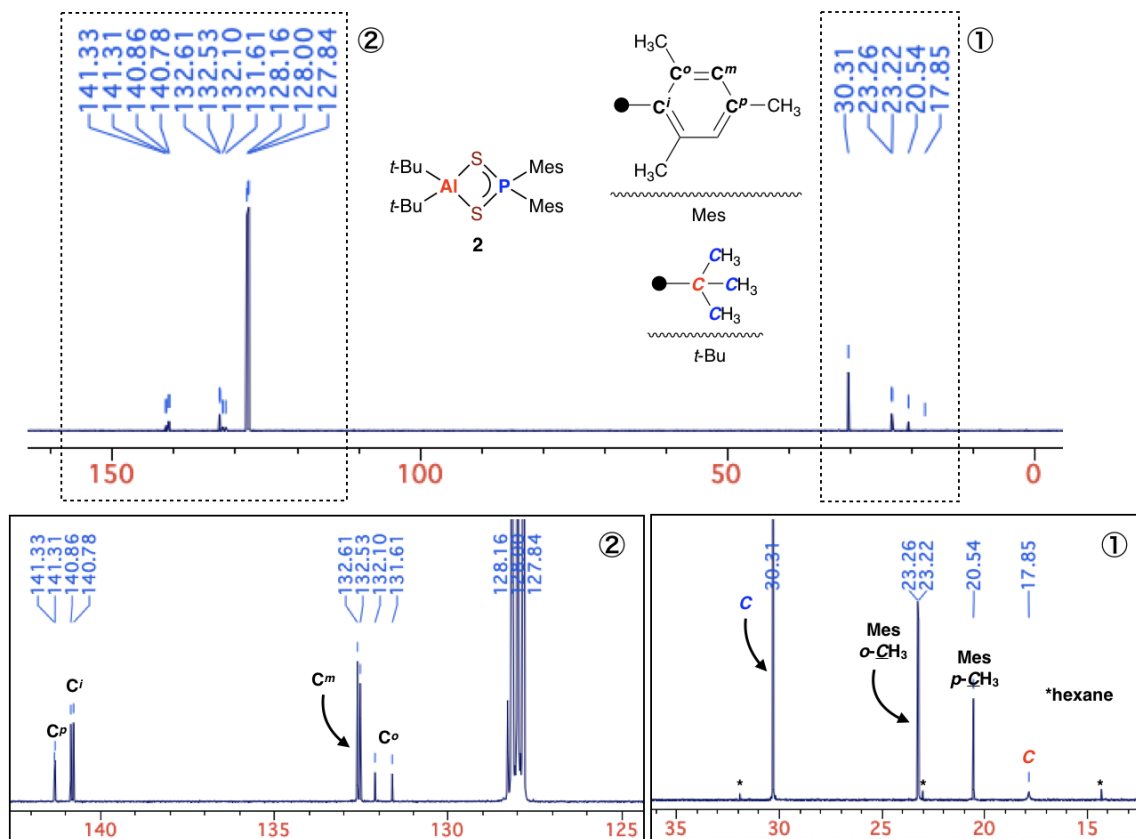 141.33
141.31
140.86
140.78
132.61
132.53
132.10
131.61
128.16
128.00
127.84
②
①
30.31
23.26
23.22
20.54
17.85
H₃C
Cᵒ
Cᵐ
Cⁱ
Cᵖ
CH₃
H₃C
Mes
t-Bu
t-Bu
Al
S
S
P
Mes
Mes
2
CH₃
C
CH₃
CH₃
t-Bu
150
100
50
0
②
141.33
141.31
140.86
140.78
132.61
132.53
132.10
131.61
128.16
128.00
127.84
Cᵖ
Cⁱ
Cᵐ
Cᵒ
140
135
130
125
①
30.31
23.26
23.22
20.54
17.85
C
Mes
o-CH₃
Mes
p-CH₃
*hexane
C
*
*
*
35
30
25
20
15